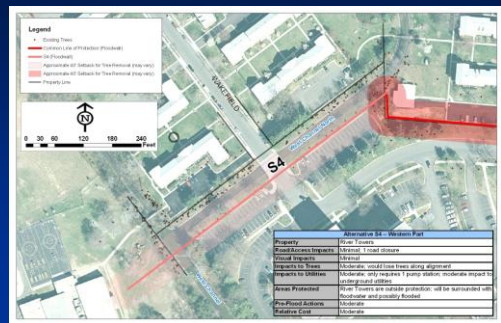 Legend
Existing Trees
Common Line of Protection (Floodwall)
S4 (Floodwall)
Approximate 40' Setback for Tree Removal (may vary)
Approximate 40' Setback for Tree Removal (may vary)
Property Line
N
0 30 60 120 180 240
Feet
WAKEFIELD
S4
Alternative S4 – Western Part
Property River Towers
Road/Access Impacts Minimal; 1 road closure
Visual Impacts Minimal
Impacts to Trees Moderate; would lose trees along alignment
Impacts to Utilities Moderate; only requires 1 pump station; moderate impact to underground utilities
Areas Protected River Towers are outside protection; will be surrounded with floodwater and possibly flooded
Pre-Flood Actions Moderate
Relative Cost Moderate